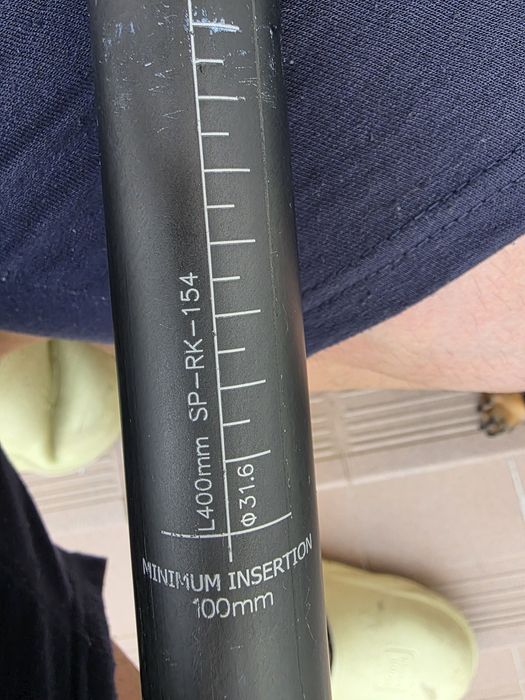 L400mm SP-RK-154
Φ31.6
MINIMUM INSERTION
100mm